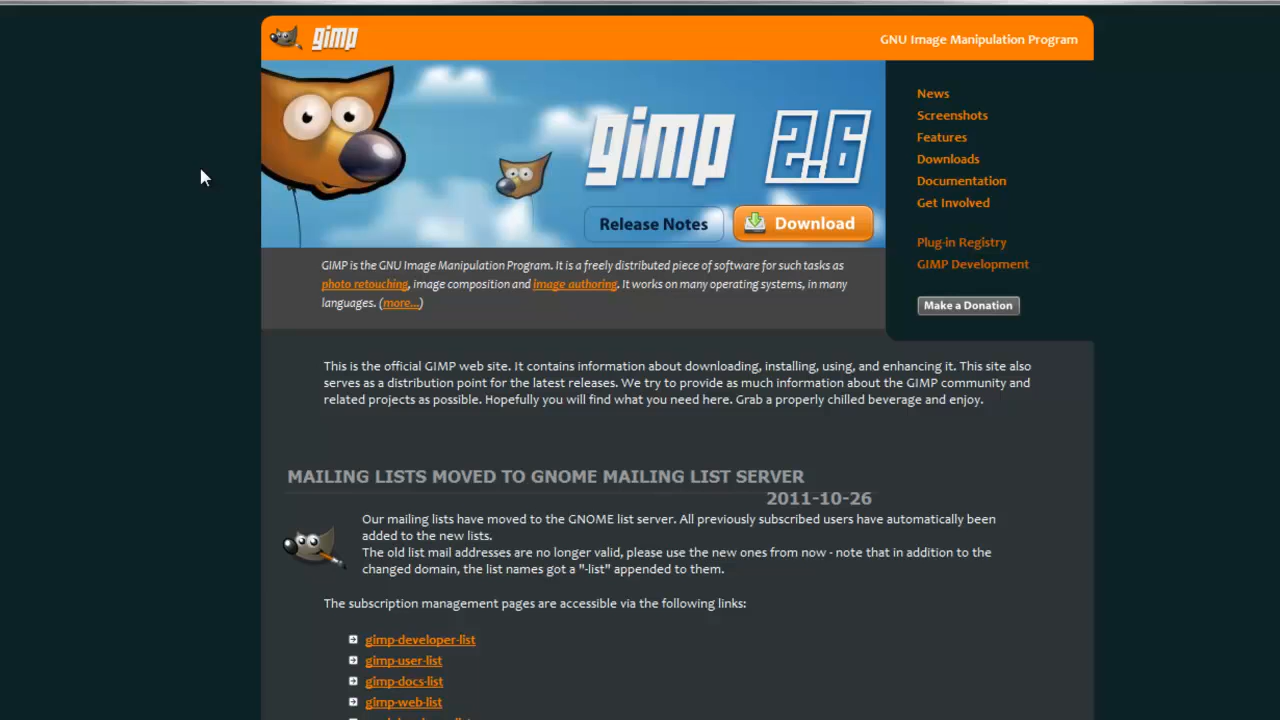 gimp
GNU Image Manipulation Program
gimp 2.6
Release Notes
Download
News
Screenshots
Features
Downloads
Documentation
Get Involved
Plug-in Registry
GIMP Development
Make a Donation
GIMP is the GNU Image Manipulation Program. It is a freely distributed piece of software for such tasks as
photo retouching, image composition and image authoring. It works on many operating systems, in many
languages. (more...)
This is the official GIMP web site. It contains information about downloading, installing, using, and enhancing it. This site also
serves as a distribution point for the latest releases. We try to provide as much information about the GIMP community and
related projects as possible. Hopefully you will find what you need here. Grab a properly chilled beverage and enjoy.
MAILING LISTS MOVED TO GNOME MAILING LIST SERVER
2011-10-26
Our mailing lists have moved to the GNOME list server. All previously subscribed users have automatically been
added to the new lists.
The old list mail addresses are no longer valid, please use the new ones from now - note that in addition to the
changed domain, the list names got a "-list" appended to them.
The subscription management pages are accessible via the following links:
gimp-developer-list
gimp-user-list
gimp-docs-list
gimp-web-list